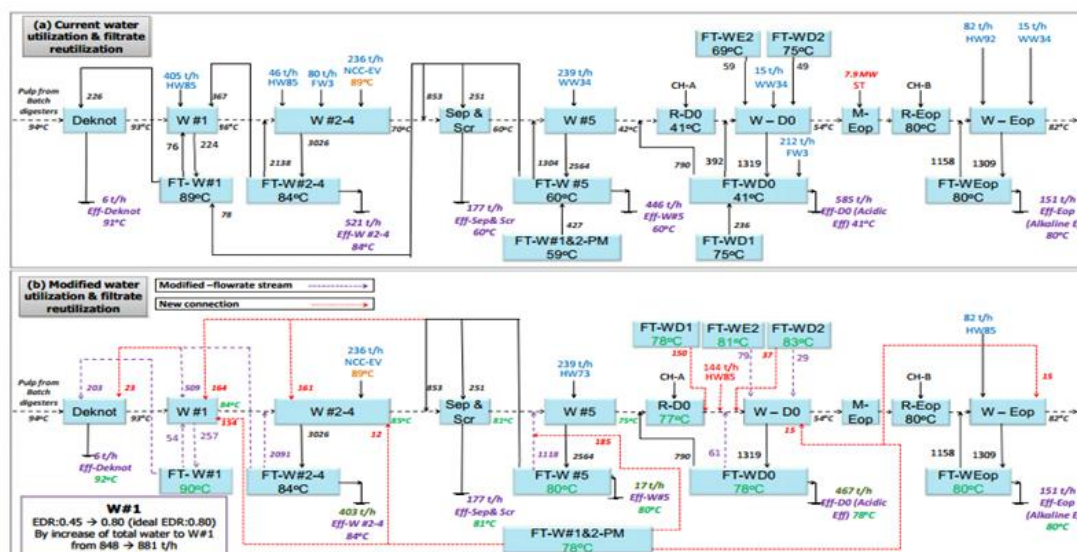 (a) Current water
utilization & filtrate
reutilization
405 t/h
HW85
46 t/h
HW85
80 t/h
FW3
236 t/h
NCC-EV
89°C
239 t/h
WW34
FT-WE2
69°C
FT-WD2
75°C
82 t/h
HW92
15 t/h
WW34
59
15 t/h
WW34
49
7.9 MW
ST
CH-A
CH-B
226
367
853
251
Pulp from
Batch
digesters
94°C
Deknot
93°C
W #1
W #2-4
70°C
Sep &
Scr
60°C
W #5
42°C
R-D0
41°C
W – D0
54°C
M-
Eop
R-Eop
80°C
W – Eop
82°C
76
224
2138
3026
1304
2564
790
392
1319
212 t/h
FW3
1158
1309
FT- W#1
89°C
FT-W#2-4
84°C
FT-W #5
60°C
FT-WD0
41°C
FT-WEop
80°C
6 t/h
Eff-Deknot
91°C
78
521 t/h
Eff-W #2-4
84°C
177 t/h
Eff-Sep& Scr
60°C
446 t/h
Eff-W#5
60°C
427
FT-W#1&2-PM
59°C
236
FT-WD1
75°C
585 t/h
Eff-D0 (Acidic
Eff) 41°C
151 t/h
Eff-Eop
80°C
(b) Modified water
utilization & filtrate
reutilization
Modified –flowrate stream
New connection
236 t/h
NCC-EV
89°C
239 t/h
HW73
FT-WD1
78°C
FT-WE2
81°C
FT-WD2
83°C
82 t/h
HW85
150
144 t/h
HW85
79
37
29
CH-A
CH-B
15
203
23
509
164
161
853
251
Pulp from
Batch
digesters
94°C
Deknot
93°C
W #1
84°C
W #2-4
85°C
Sep &
Scr
81°C
W #5
75°C
R-D0
77°C
W – D0
54°C
M-
Eop
R-Eop
80°C
W – Eop
82°C
154
54
257
2091
3026
12
1118
2564
185
790
61
1319
15
1158
1309
6 t/h
Eff-Deknot
92°C
FT-W#1
90°C
FT-W#2-4
84°C
FT-W #5
80°C
FT-WD0
78°C
FT-WEop
80°C
403 t/h
Eff-W #2-4
84°C
177 t/h
Eff-Sep& Scr
81°C
17 t/h
Eff-W#5
80°C
467 t/h
Eff-D0 (Acidic
Eff) 78°C
151 t/h
Eff-Eop
80°C
W#1
EDR:0.45 → 0.80 (ideal EDR:0.80)
By increase of total water to W#1
from 848 → 881 t/h
FT-W#1&2-PM
78°C